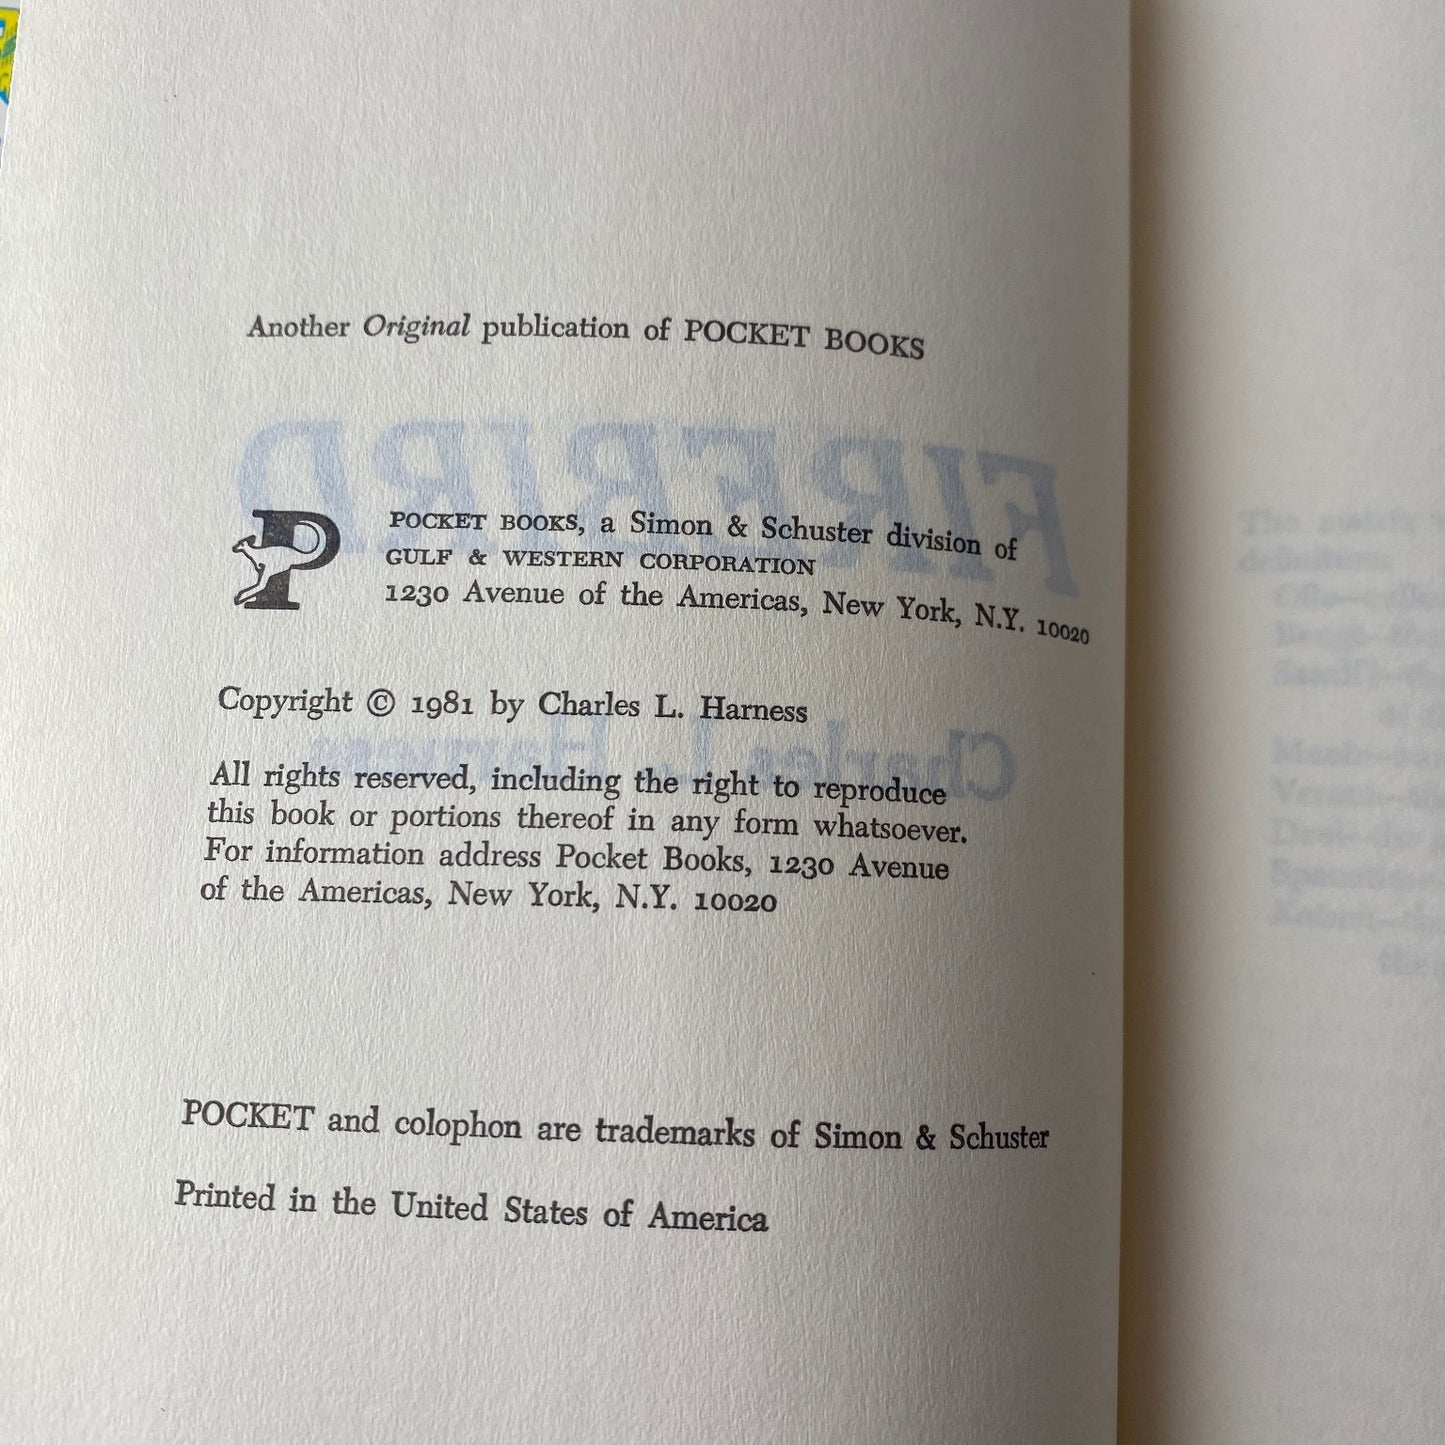 Another Original publication of POCKET BOOKS
FIREBIRD
POCKET BOOKS, a Simon & Schuster division of
GULF & WESTERN CORPORATION
1230 Avenue of the Americas, New York, N.Y. 10020
Copyright © 1981 by Charles L. Harness
Charles L. Harness
All rights reserved, including the right to reproduce
this book or portions thereof in any form whatsoever.
For information address Pocket Books, 1230 Avenue
of the Americas, New York, N.Y. 10020
POCKET and colophon are trademarks of Simon & Schuster
Printed in the United States of America